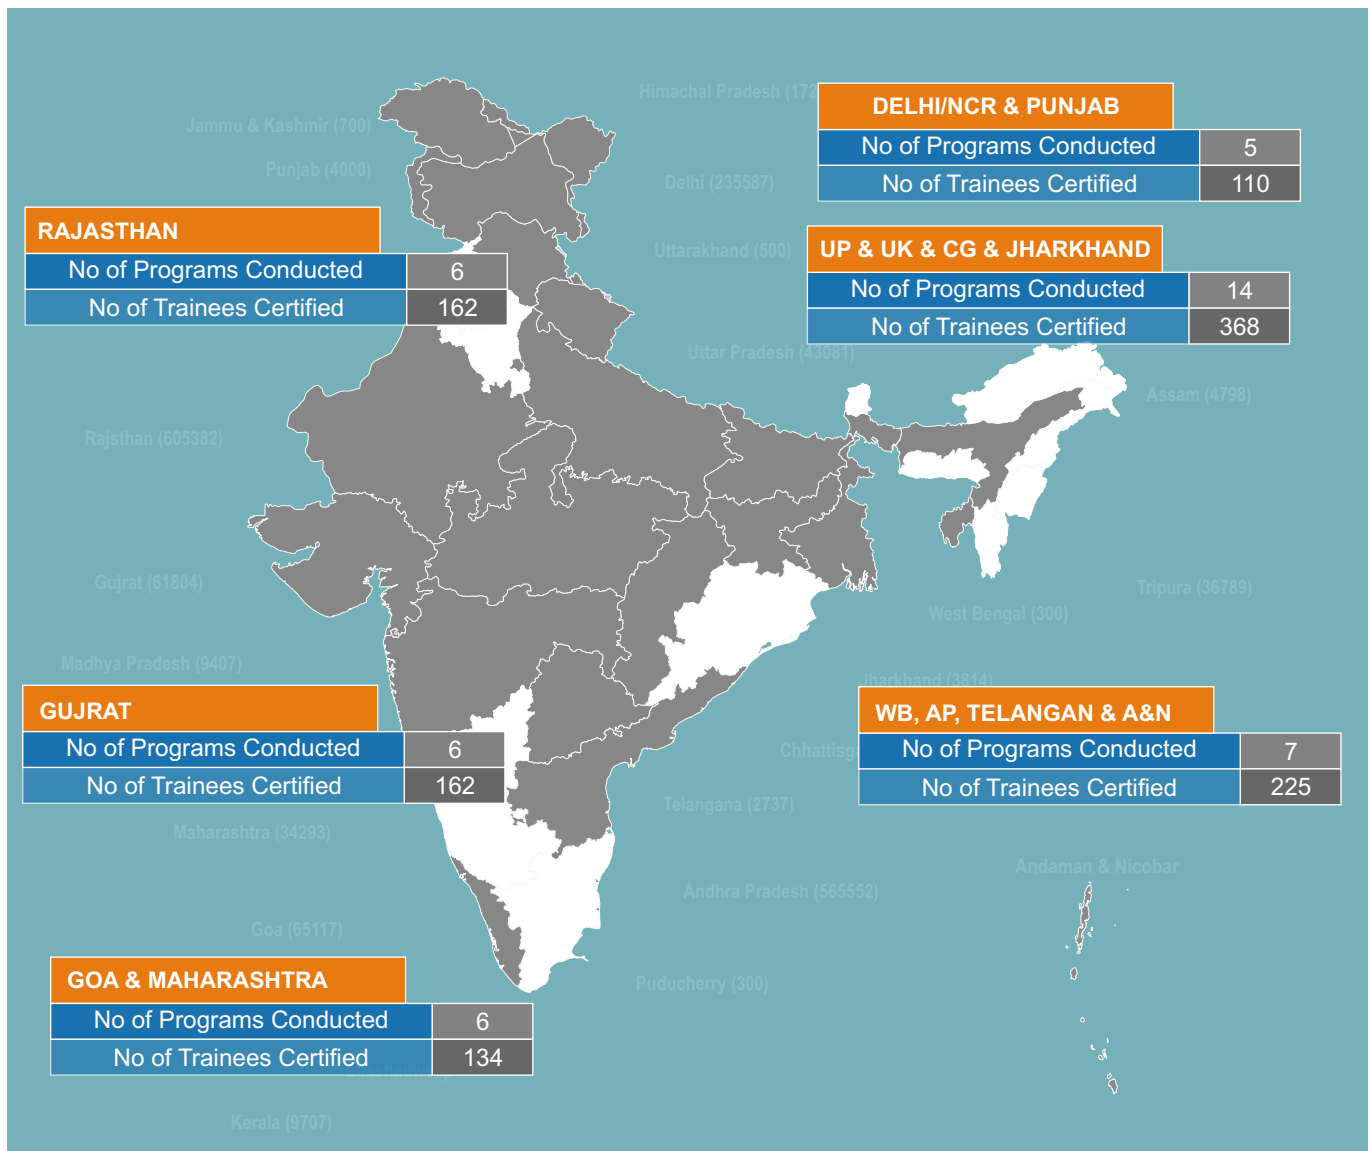 Himachal Pradesh (172
DELHI/NCR & PUNJAB
No of Programs Conducted 5
No of Trainees Certified 110
Jammu & Kashmir (700)
Punjab (4000)
Delhi (235587)
RAJASTHAN
No of Programs Conducted 6
No of Trainees Certified 162
Uttarakhand (500)
UP & UK & CG & JHARKHAND
No of Programs Conducted 14
No of Trainees Certified 368
Uttar Pradesh (43081)
Assam (4798)
Rajsthan (605382)
Gujrat (61804)
Tripura (36789)
West Bengal (300)
Madhya Pradesh (9407)
Jharkhand (3814)
GUJRAT
No of Programs Conducted 6
No of Trainees Certified 162
WB, AP, TELANGAN & A&N
No of Programs Conducted 7
No of Trainees Certified 225
Chhattisga
Telangana (2737)
Maharashtra (34293)
Andaman & Nicobar
Andhra Pradesh (565552)
Goa (65117)
Puducherry (300)
GOA & MAHARASHTRA
No of Programs Conducted 6
No of Trainees Certified 134
Kerala (9707)